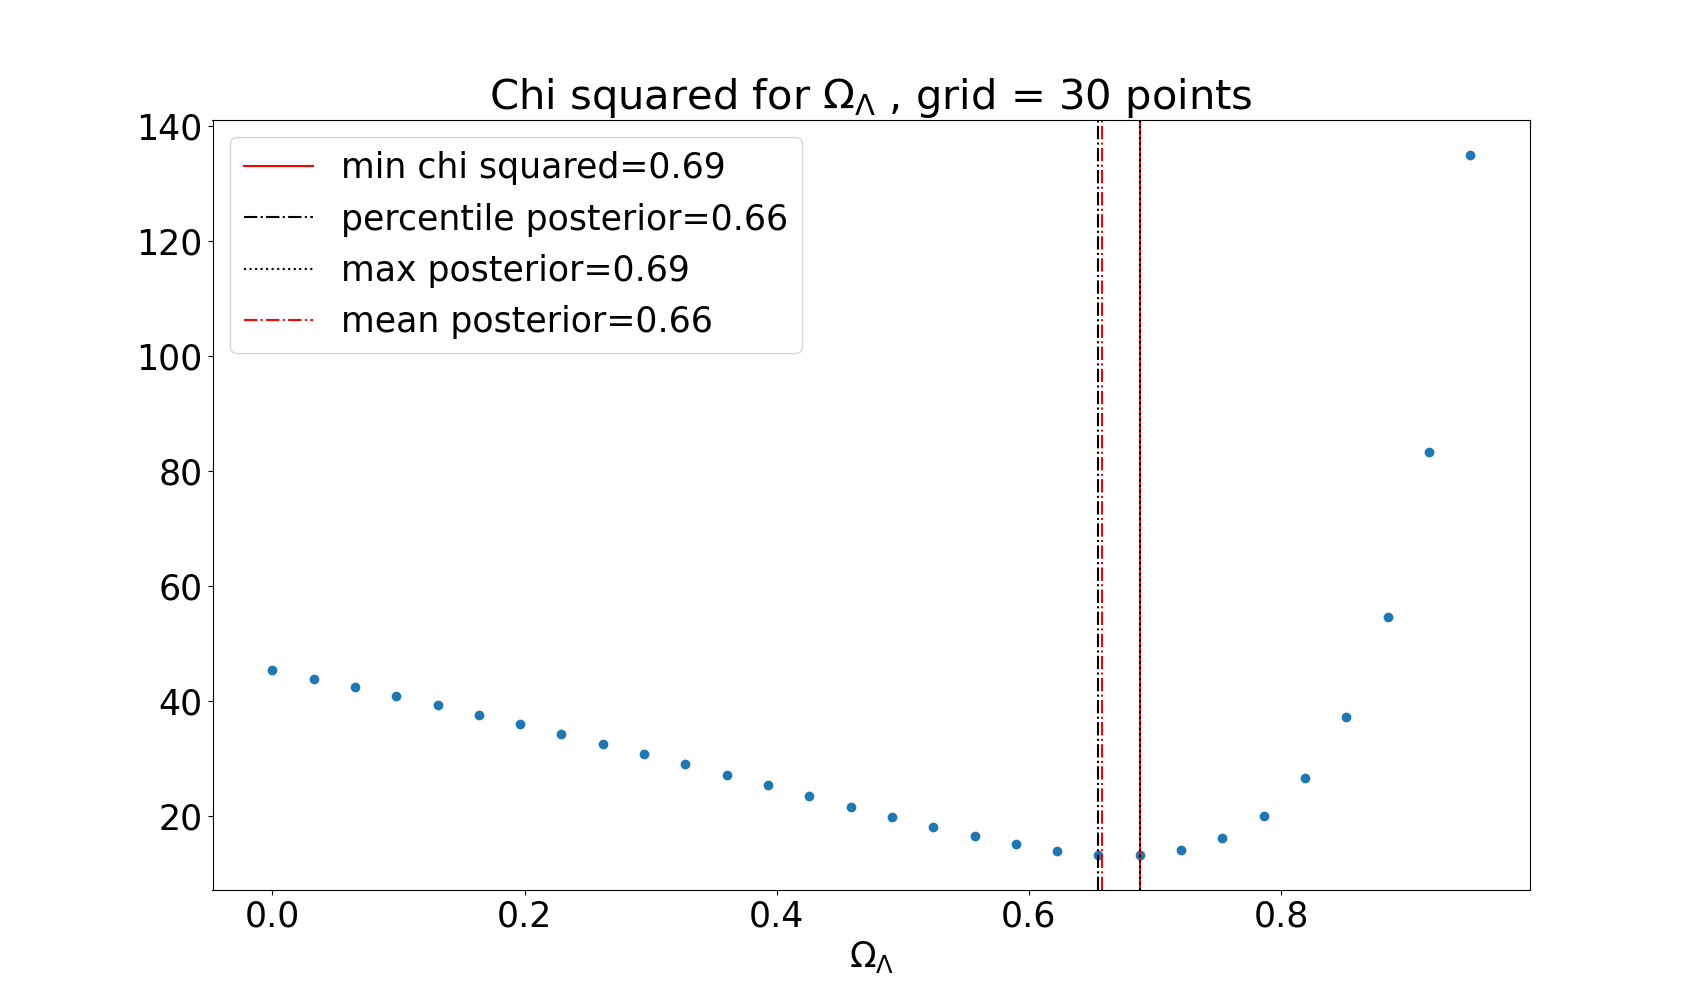 Chi squared for Ω_Λ , grid = 30 points
140
120
100
80
60
40
20
min chi squared=0.69
percentile posterior=0.66
max posterior=0.69
mean posterior=0.66
0.0 0.2 0.4 0.6 0.8
Ω_Λ